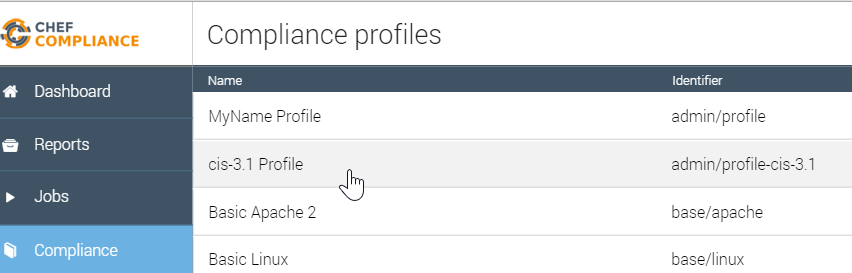 CHEF
COMPLIANCE
Compliance profiles
Name Identifier
Dashboard
MyName Profile admin/profile
Reports
cis-3.1 Profile admin/profile-cis-3.1
Jobs
Basic Apache 2 base/apache
Compliance
Basic Linux base/linux